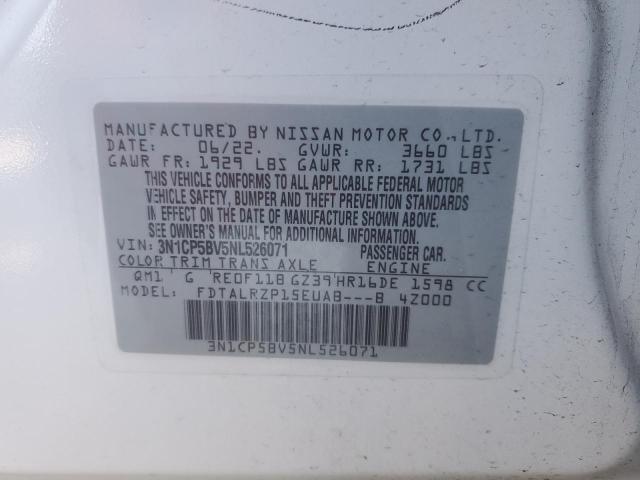 MANUFACTURED BY NISSAN MOTOR CO., LTD.
DATE: 06/22. GVWR: 3660 LBS
GAWR FR: 1929 LBS GAWR RR: 1731 LBS
THIS VEHICLE CONFORMS TO ALL APPLICABLE FEDERAL MOTOR
VEHICLE SAFETY, BUMPER AND THEFT PREVENTION STANDARDS
IN EFFECT ON THE DATE OF MANUFACTURE SHOWN ABOVE.
SEE OWNER'S MANUAL FOR ADDITIONAL INFORMATION.
VIN: 3N1CP5BV5NL526071 PASSENGER CAR.
COLOR TRIM TRANS AXLE ENGINE
QM1 ' G 'RE0F11B GZ39'HR16DE 1598 CC
MODEL: FDTALRZP15EUAB---B 4Z000
3N1CP5BV5NL526071